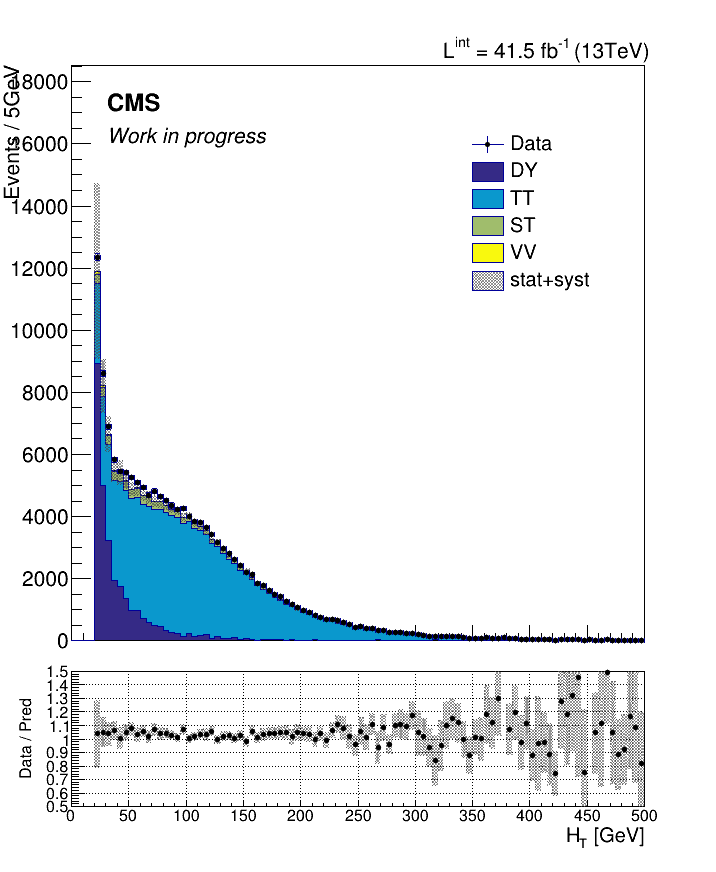 L^int = 41.5 fb^-1 (13TeV)
Events / 5GeV
18000
16000
14000
12000
10000
8000
6000
4000
2000
0
CMS
Work in progress
Data
DY
TT
ST
VV
stat+syst
Data / Pred
1.5
1.4
1.3
1.2
1.1
1
0.9
0.8
0.7
0.6
0.5
0 50 100 150 200 250 300 350 400 450 500
H_T [GeV]